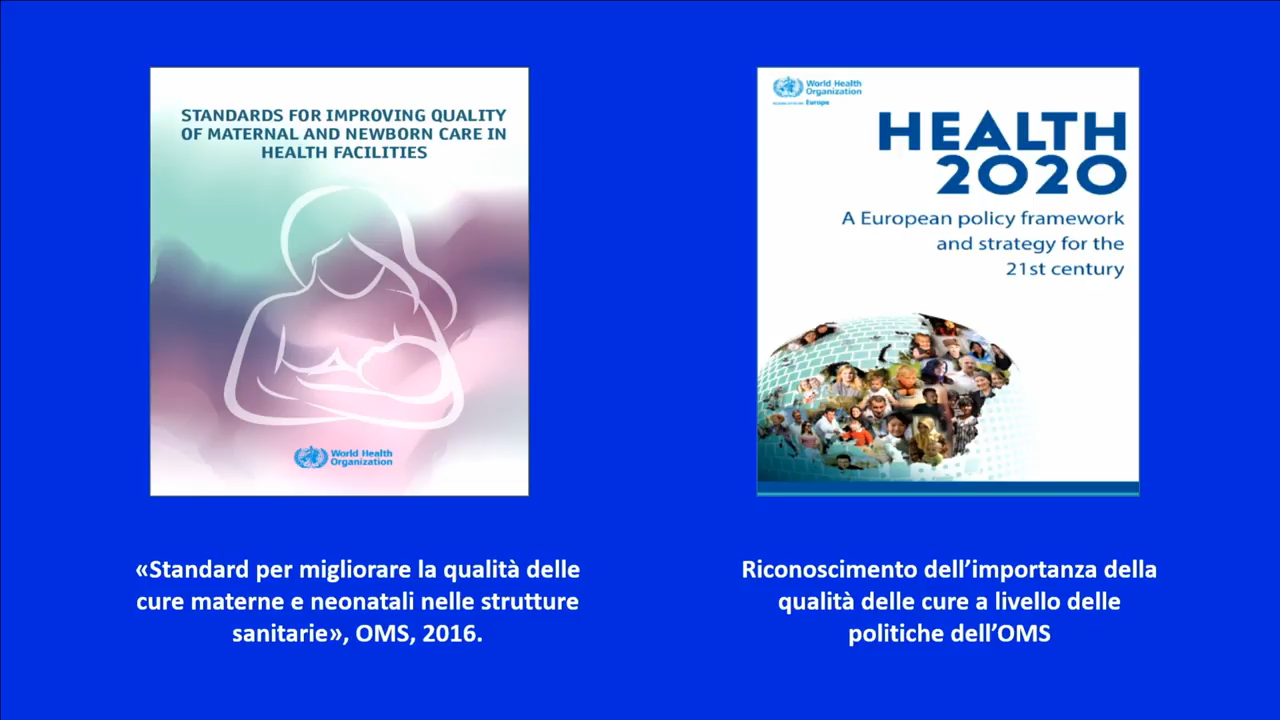 STANDARDS FOR IMPROVING QUALITY
OF MATERNAL AND NEWBORN CARE IN
HEALTH FACILITIES
World Health
Organization
«Standard per migliorare la qualità delle
cure materne e neonatali nelle strutture
sanitarie», OMS, 2016.
World Health
Organization
Europe
HEALTH
2020
A European policy framework
and strategy for the
21st century
Riconoscimento dell’importanza della
qualità delle cure a livello delle
politiche dell’OMS